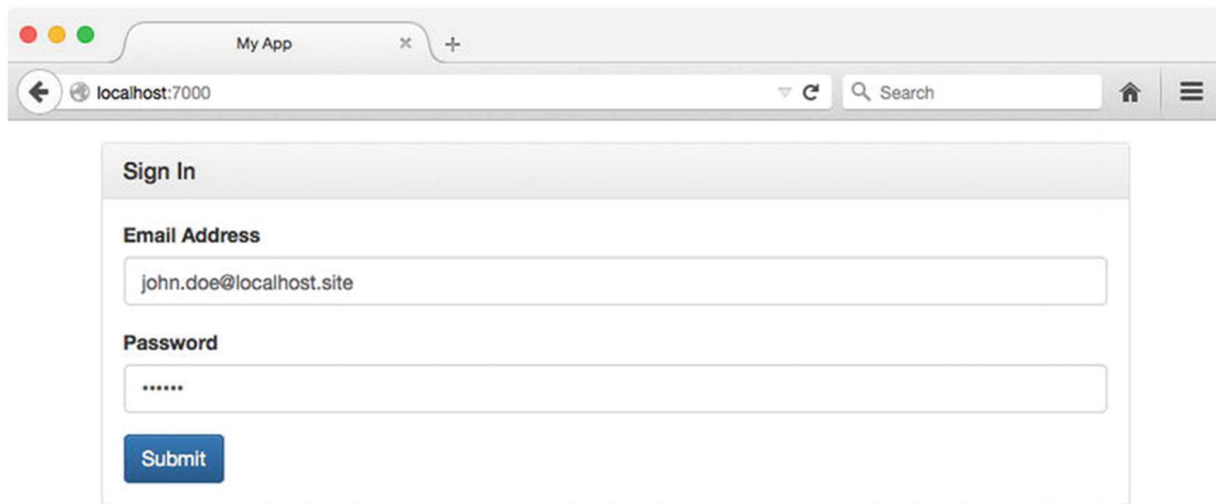 My App
localhost:7000
Search
Sign In
Email Address
john.doe@localhost.site
Password
••••••
Submit